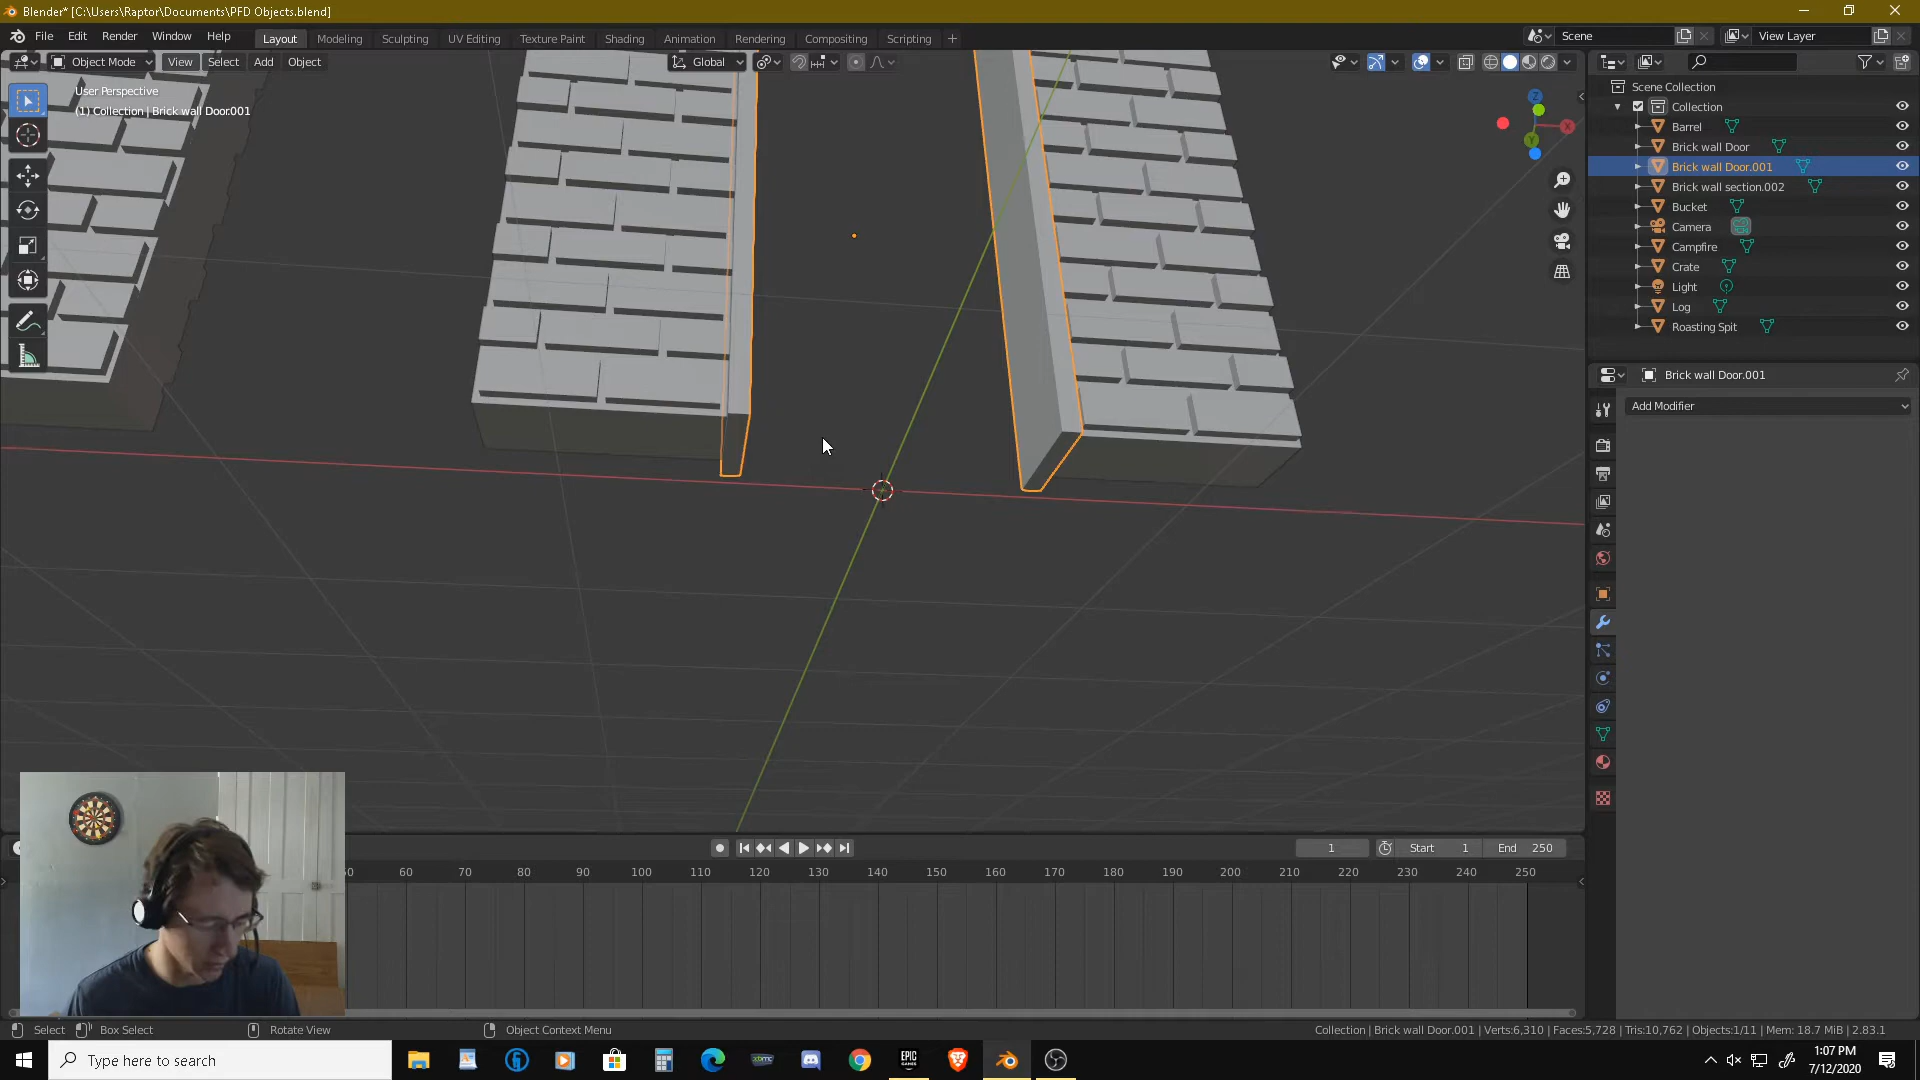 Blender* [C:\Users\Raptor\Documents\PFD Objects.blend]
File Edit Render Window Help
Layout Modeling Sculpting UV Editing Texture Paint Shading Animation Rendering Compositing Scripting
Scene
View Layer
Object Mode View Select Add Object
Global
User Perspective
(1) Collection | Brick wall Door.001
Scene Collection
Collection
Barrel
Brick wall Door
Brick wall Door.001
Brick wall section.002
Bucket
Camera
Campfire
Crate
Light
Log
Roasting Spit
Brick wall Door.001
Add Modifier
1
Start 1
End 250
60 70 80 90 100 110 120 130 140 150 160 170 180 190 200 210 220 230 240 250
Select Box Select Rotate View Object Context Menu
Collection | Brick wall Door.001 | Verts:6,310 | Faces:5,728 | Tris:10,762 | Objects:1/11 | Mem: 18.7 MiB | 2.83.1
Type here to search
EPIC
GAMES
1:07 PM
7/12/2020